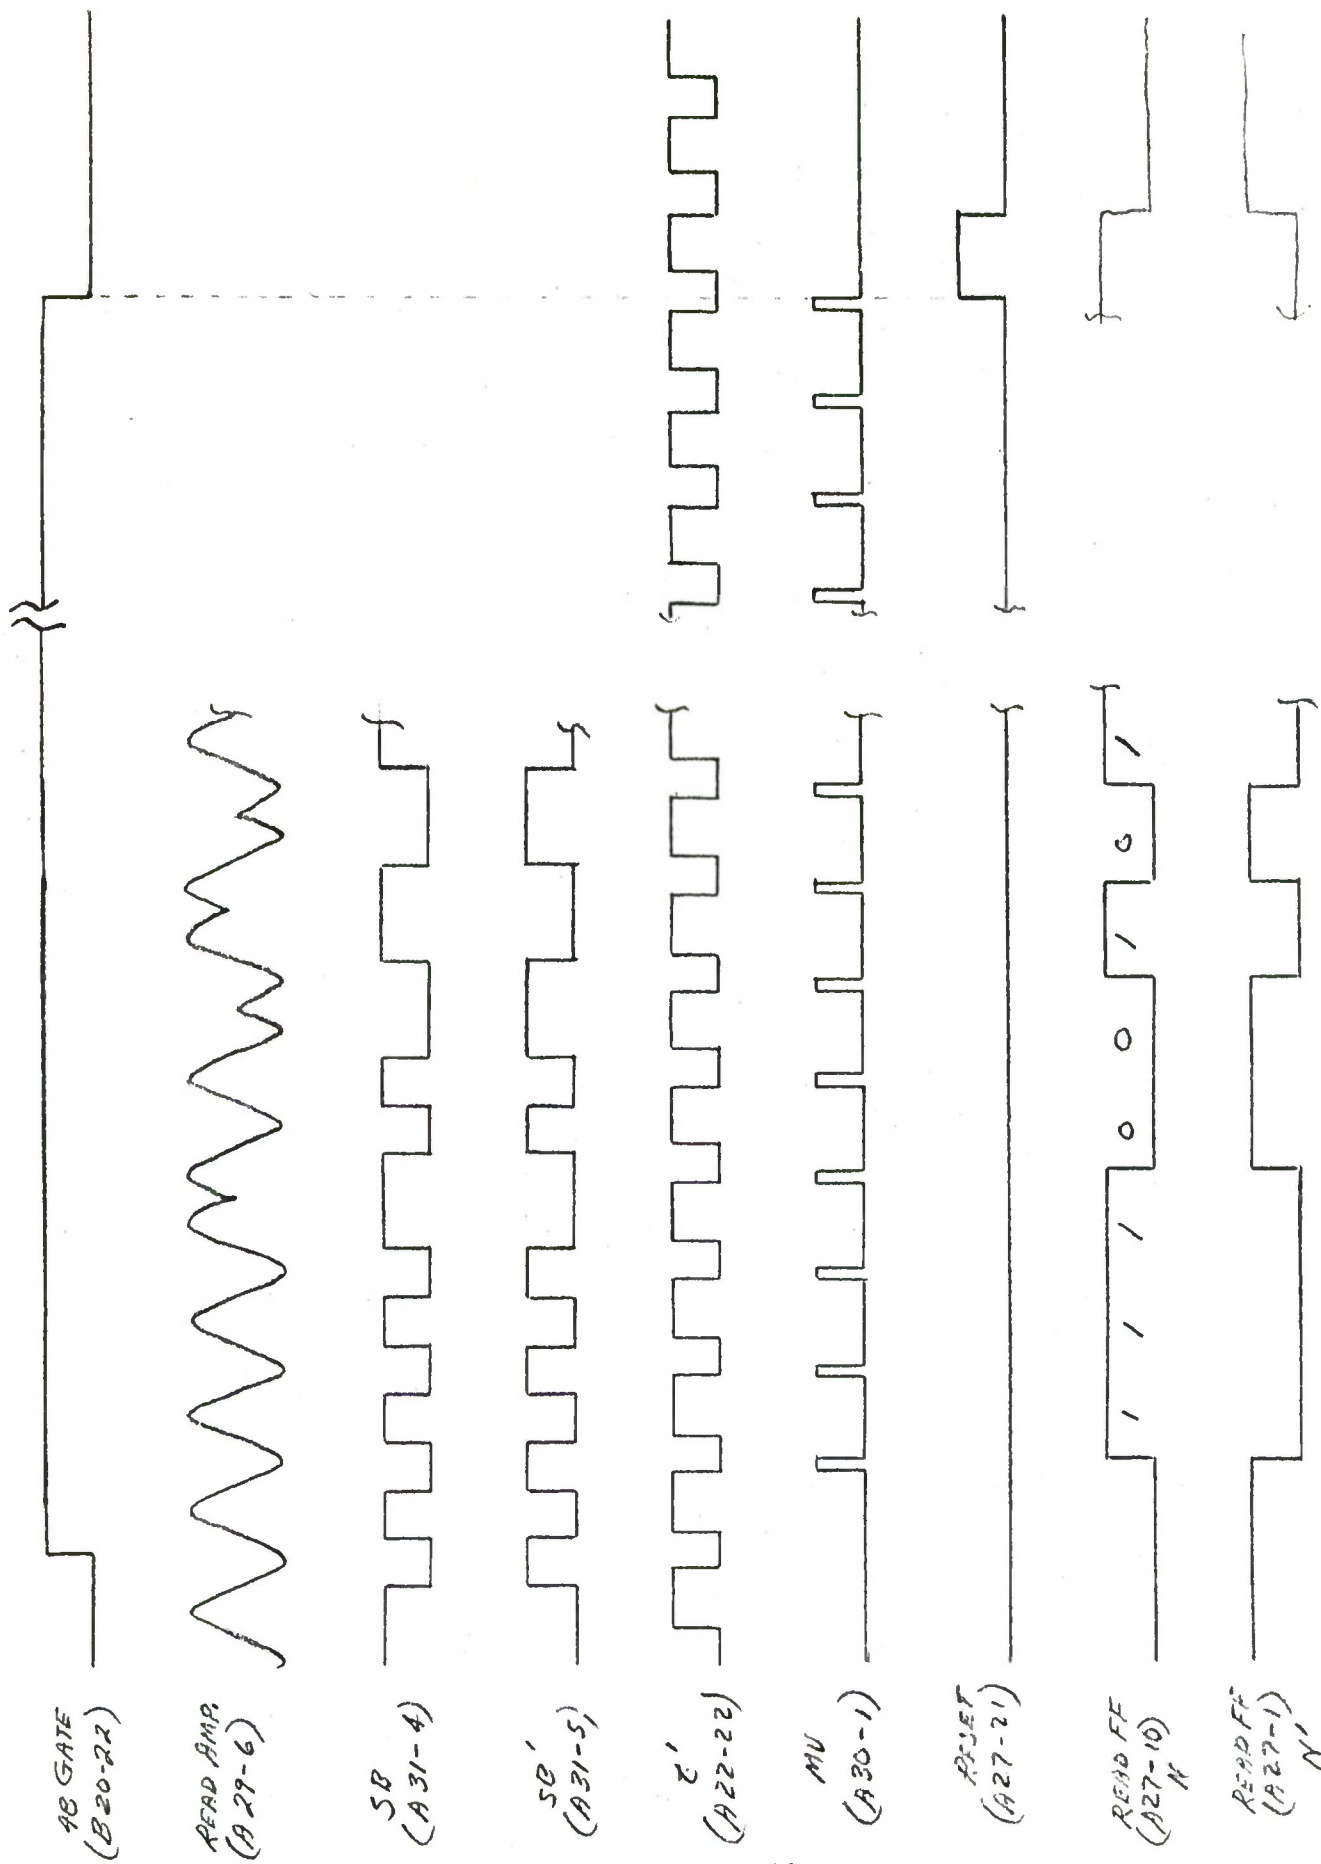 48 GATE
(B20-22)
READ AMP.
(A29-6)
SB
(A31-4)
SB'
(A31-5)
C'
(A22-22)
MV
(A30-1)
RESET
(A27-21)
READ FF
(A27-10)
N
1 1 1 0 0 1 0 1
READ FF
(A27-1)
N'